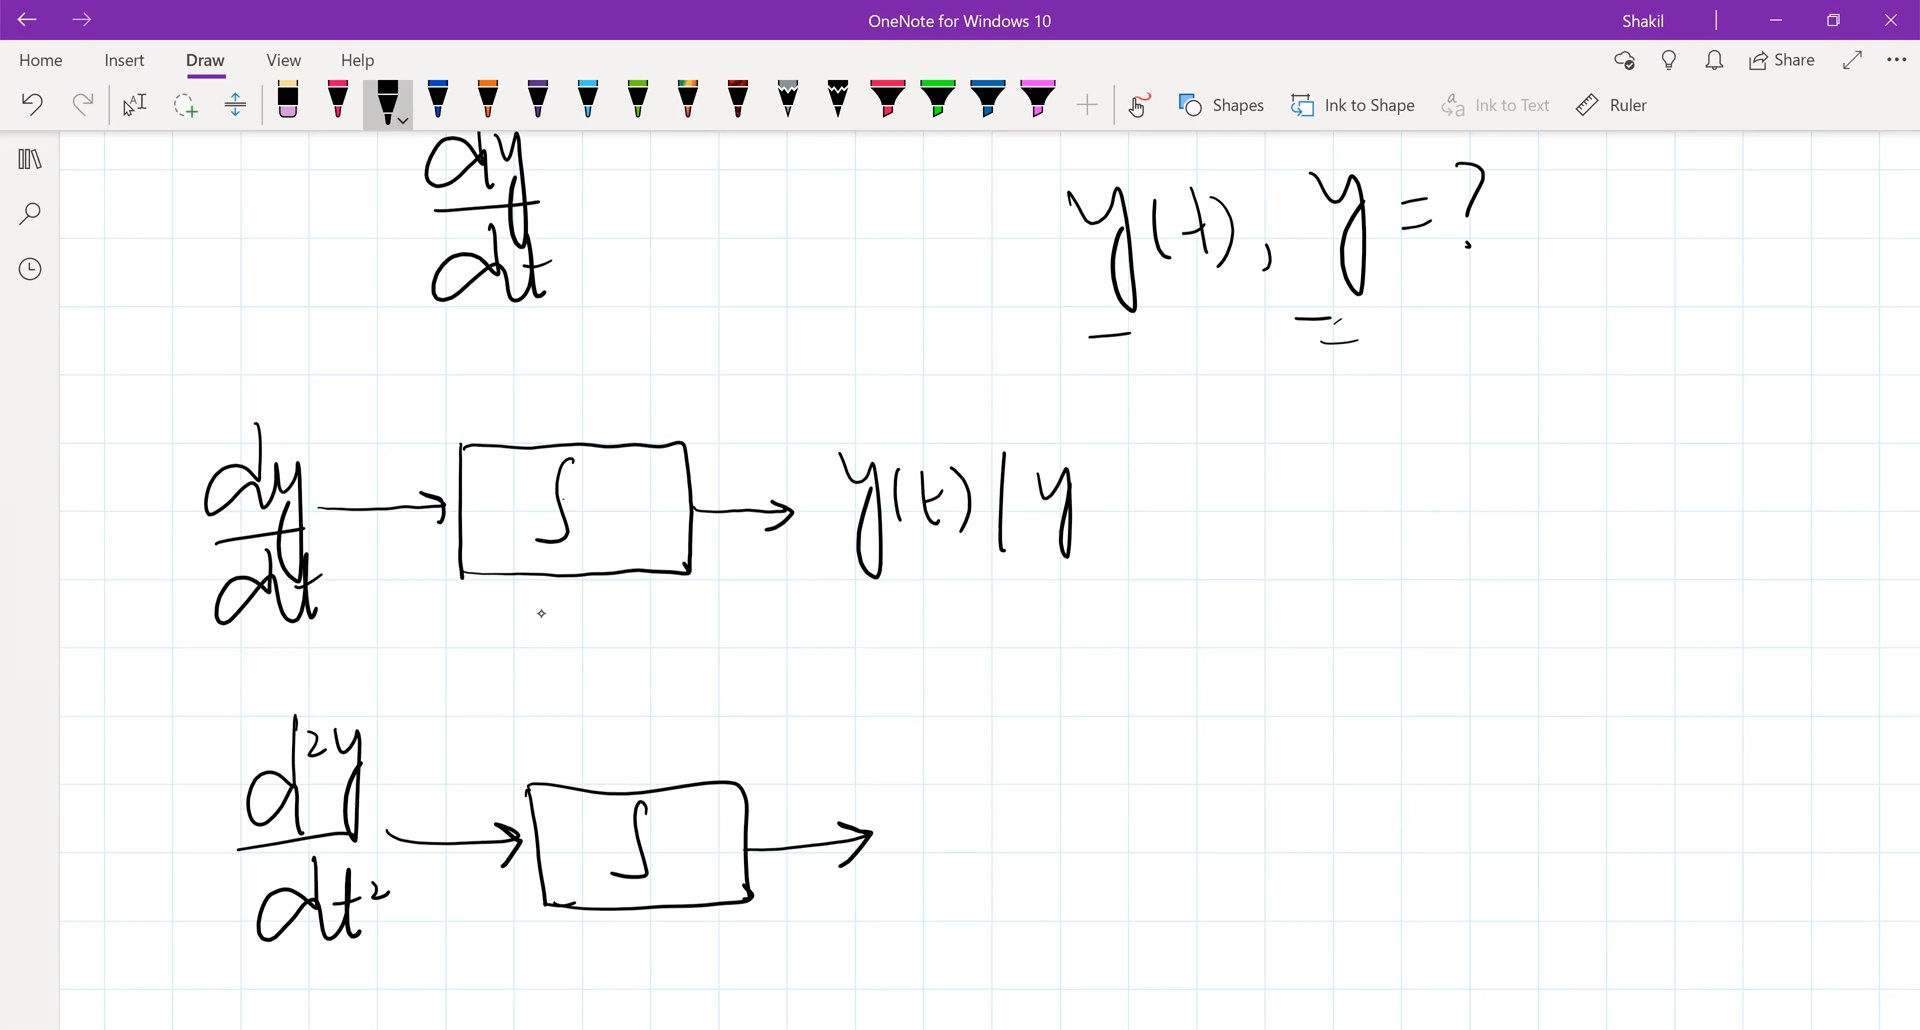 OneNote for Windows 10
Shakil
Home Insert Draw View Help
Share
Shapes Ink to Shape Ink to Text Ruler
dy
dt
y(t), y = ?
dy
dt
∫
y(t) | y
d²y
dt²
∫